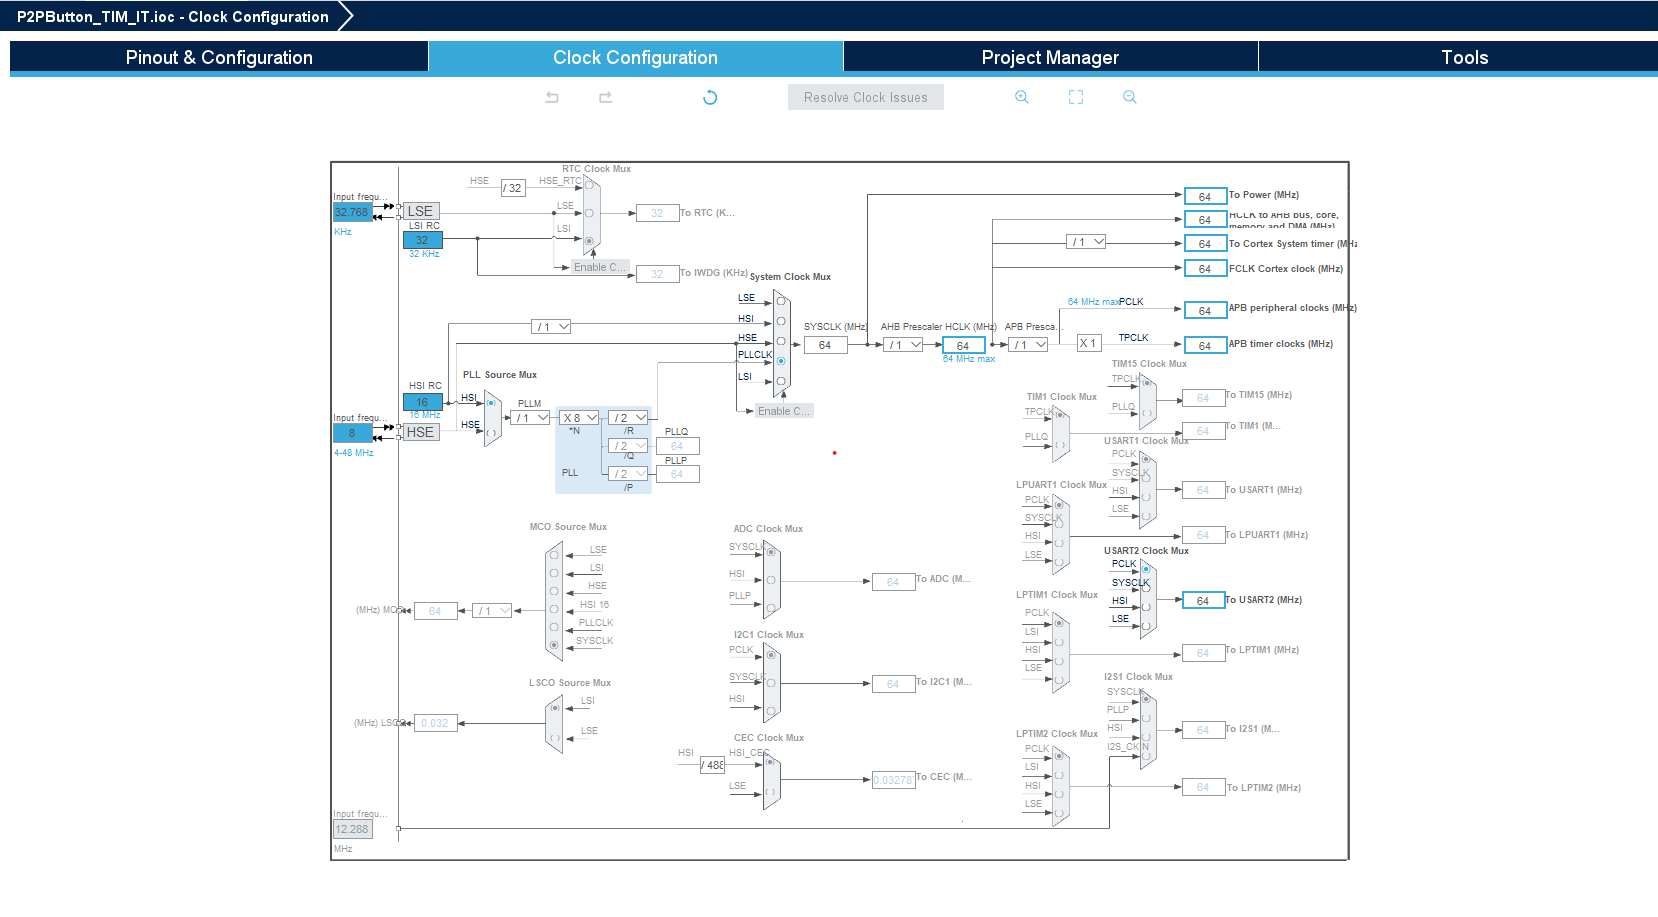 P2PButton_TIM_IT.ioc - Clock Configuration
Pinout & Configuration
Clock Configuration
Project Manager
Tools
Resolve Clock Issues
RTC Clock Mux
HSE
/ 32
HSE_RTC
Input frequ...
32.768
KHz
LSE
LSE
32
To RTC (K...
LSI RC
32
32 KHz
LSI
Enable C...
32
To IWDG (KHz)
System Clock Mux
LSE
HSI
/ 1
HSE
PLLCLK
LSI
Enable C...
SYSCLK (MHz)
64
AHB Prescaler
/ 1
HCLK (MHz)
64
64 MHz max
APB Presca...
/ 1
64
To Power (MHz)
64
HCLK to AHB bus, core,
memory and DMA (MHz)
/ 1
64
To Cortex System timer (MHz
64
FCLK Cortex clock (MHz)
64 MHz max
PCLK
64
APB peripheral clocks (MHz)
X 1
TPCLK
64
APB timer clocks (MHz)
HSI RC
16
16 MHz
PLL Source Mux
HSI
HSE
Input frequ...
8
4-48 MHz
HSE
PLLM
/ 1
X 8
*N
/ 2
/R
/ 2
/Q
/ 2
/P
PLL
PLLQ
64
PLLP
64
TIM15 Clock Mux
TPCLK
PLLQ
64
To TIM15 (MHz)
TIM1 Clock Mux
TPCLK
PLLQ
64
To TIM1 (M...
USART1 Clock Mux
PCLK
SYSCLK
HSI
LSE
64
To USART1 (MHz)
LPUART1 Clock Mux
PCLK
SYSCLK
HSI
LSE
64
To LPUART1 (MHz)
USART2 Clock Mux
PCLK
SYSCLK
HSI
LSE
64
To USART2 (MHz)
LPTIM1 Clock Mux
PCLK
LSI
HSI
LSE
64
To LPTIM1 (MHz)
I2S1 Clock Mux
SYSCLK
PLLP
HSI
I2S_CKIN
64
To I2S1 (M...
LPTIM2 Clock Mux
PCLK
LSI
HSI
LSE
64
To LPTIM2 (MHz)
MCO Source Mux
LSE
LSI
HSE
HSI 16
PLLCLK
SYSCLK
(MHz) MCO
64
/ 1
LSCO Source Mux
LSI
LSE
(MHz) LSCO
0.032
ADC Clock Mux
SYSCLK
HSI
PLLP
64
To ADC (M...
I2C1 Clock Mux
PCLK
SYSCLK
HSI
64
To I2C1 (M...
CEC Clock Mux
HSI
/ 488
HSI_CEC
LSE
0.03278
To CEC (M...
Input frequ...
12.288
MHz